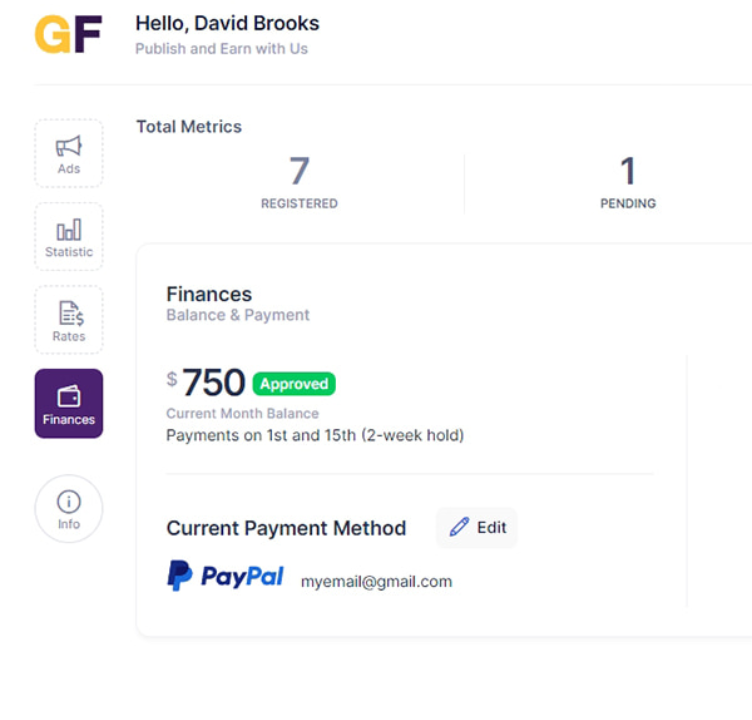 GF
Hello, David Brooks
Publish and Earn with Us
Total Metrics
7
REGISTERED
1
PENDING
Ads
Statistic
Rates
Finances
Info
Finances
Balance & Payment
$ 750 Approved
Current Month Balance
Payments on 1st and 15th (2-week hold)
Current Payment Method
Edit
PayPal myemail@gmail.com